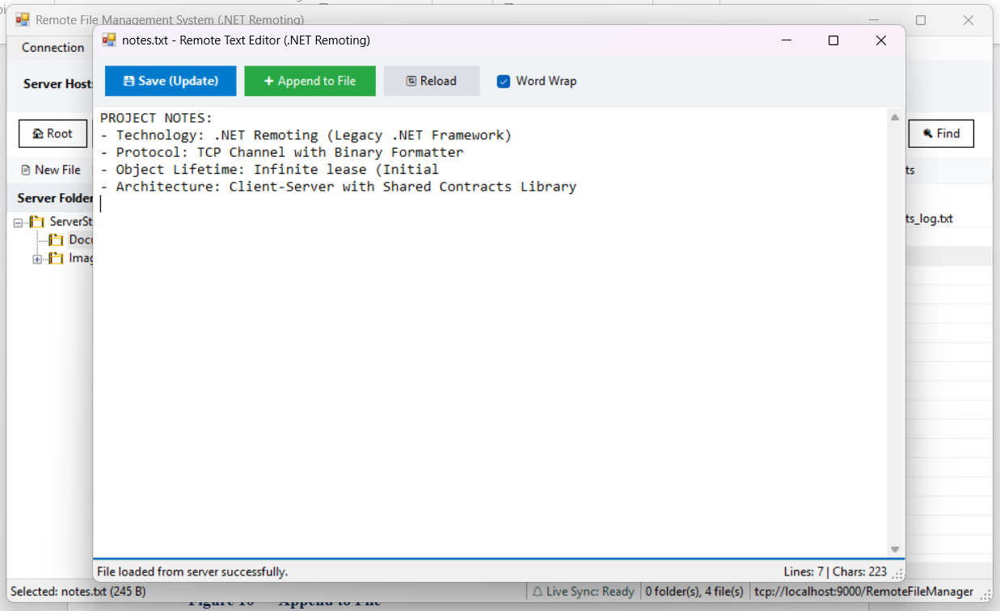 Remote File Management System (.NET Remoting)
notes.txt - Remote Text Editor (.NET Remoting)
Connection
Server Host:
Save (Update)
Append to File
Reload
Word Wrap
Root
Find
New File
Server Folder
ServerSt
Docu
Imag
PROJECT NOTES:
- Technology: .NET Remoting (Legacy .NET Framework)
- Protocol: TCP Channel with Binary Formatter
- Object Lifetime: Infinite lease (Initial
- Architecture: Client-Server with Shared Contracts Library
ts
ts_log.txt
File loaded from server successfully.
Lines: 7 | Chars: 223
Selected: notes.txt (245 B)
Live Sync: Ready
0 folder(s), 4 file(s)
tcp://localhost:9000/RemoteFileManager
Append to File